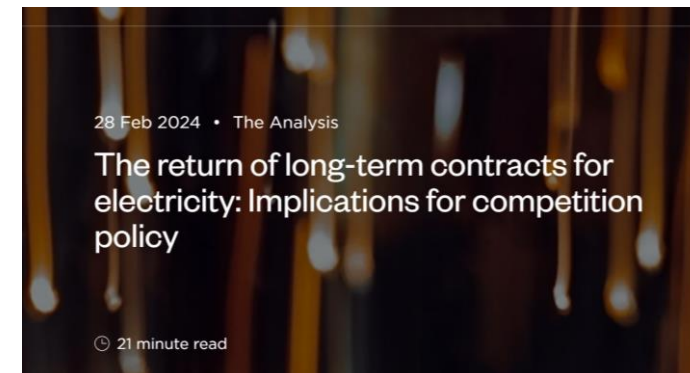 28 Feb 2024 • The Analysis
The return of long-term contracts for
electricity: Implications for competition
policy
21 minute read